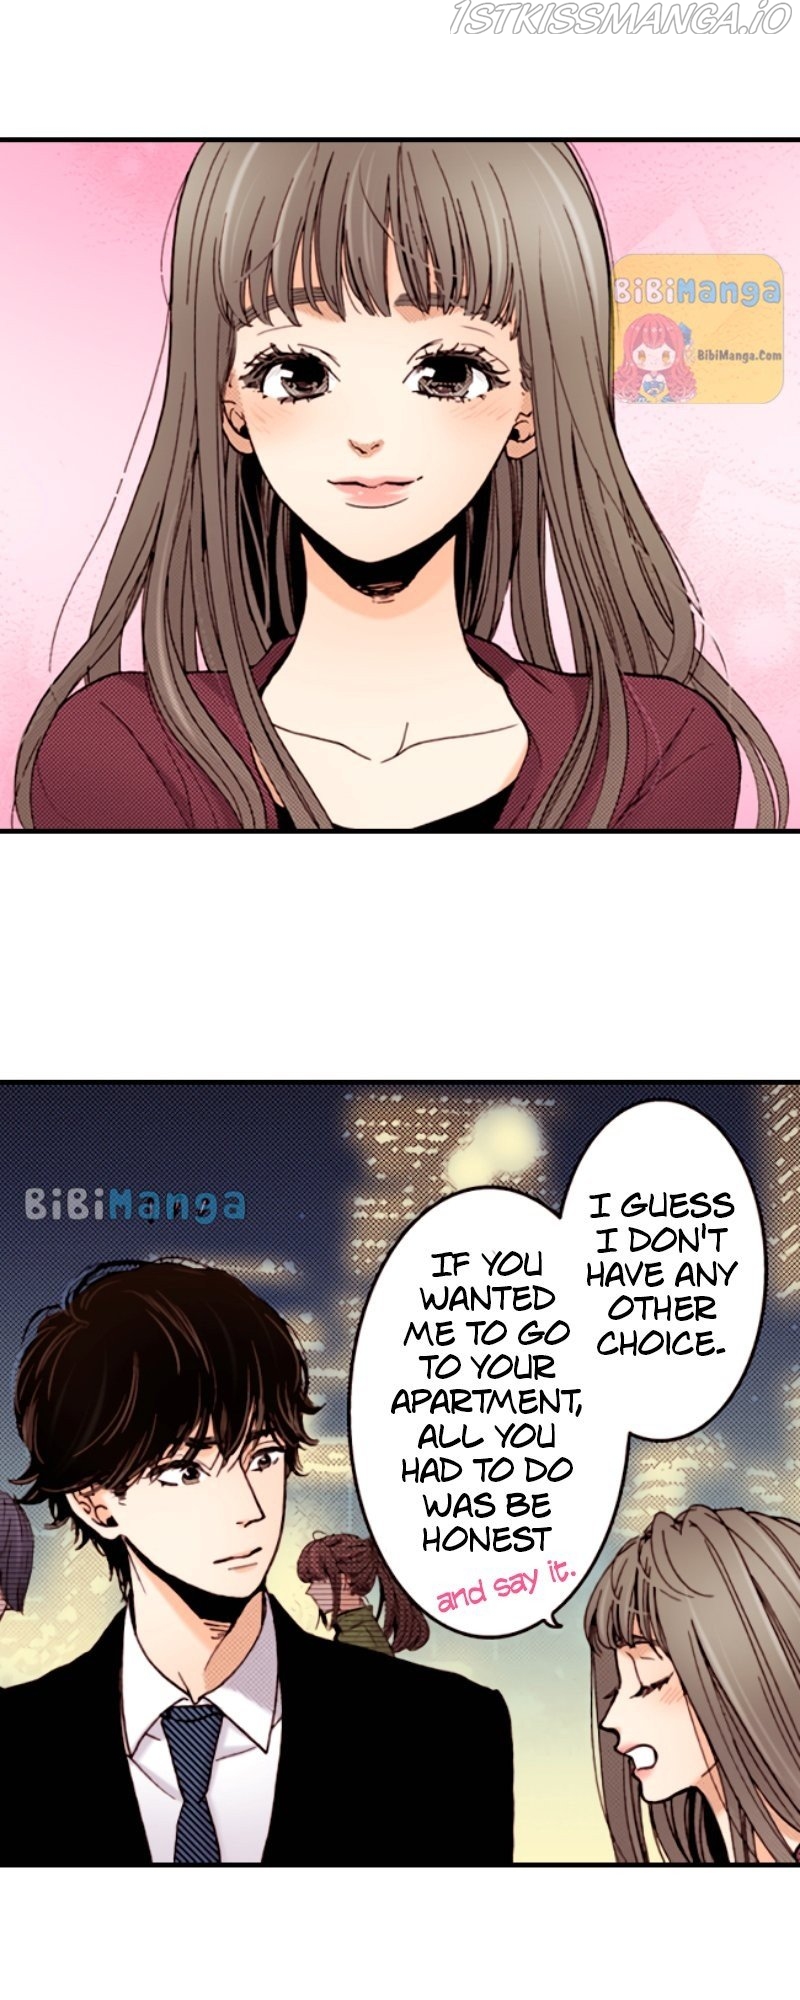 1STKISSMANGA.IO
BiBiManga
BibiManga.Com
BiBiManga
I GUESS
I DON'T
HAVE ANY
OTHER
CHOICE.
IF YOU
WANTED
ME TO GO
TO YOUR
APARTMENT,
ALL YOU
HAD TO DO
WAS BE
HONEST
and say it.